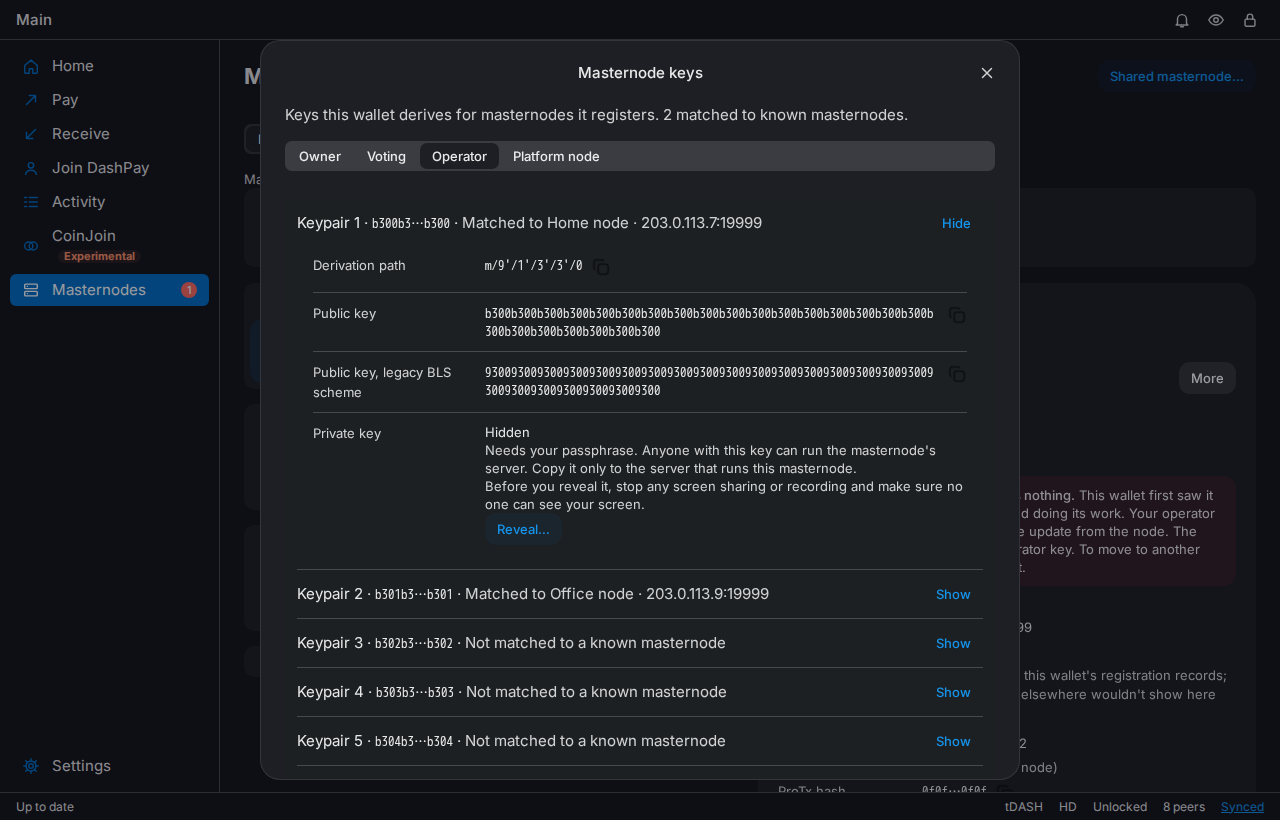 Main
Home
Pay
Receive
Join DashPay
Activity
CoinJoin
Experimental
Masternodes
1
Settings
M
Shared masternode...
Ma
Masternode keys
Keys this wallet derives for masternodes it registers. 2 matched to known masternodes.
Owner
Voting
Operator
Platform node
Keypair 1 · b300b3···b300 · Matched to Home node · 203.0.113.7:19999
Hide
Derivation path
m/9'/1'/3'/3'/0
Public key
b300b300b300b300b300b300b300b300b300b300b300b300b300b300b300b300b300b
300b300b300b300b300b300b300
Public key, legacy BLS
scheme
930093009300930093009300930093009300930093009300930093009300930093009
300930093009300930093009300
Private key
Hidden
Needs your passphrase. Anyone with this key can run the masternode's
server. Copy it only to the server that runs this masternode.
Before you reveal it, stop any screen sharing or recording and make sure no
one can see your screen.
Reveal...
Keypair 2 · b301b3···b301 · Matched to Office node · 203.0.113.9:19999
Show
Keypair 3 · b302b3···b302 · Not matched to a known masternode
Show
Keypair 4 · b303b3···b303 · Not matched to a known masternode
Show
Keypair 5 · b304b3···b304 · Not matched to a known masternode
Show
More
nothing. This wallet first saw it
d doing its work. Your operator
update from the node. The
rator key. To move to another
t.
99
this wallet's registration records;
elsewhere wouldn't show here
2
node)
ProTx hash
0f0f···0f0f
Up to date
tDASH
HD
Unlocked
8 peers
Synced